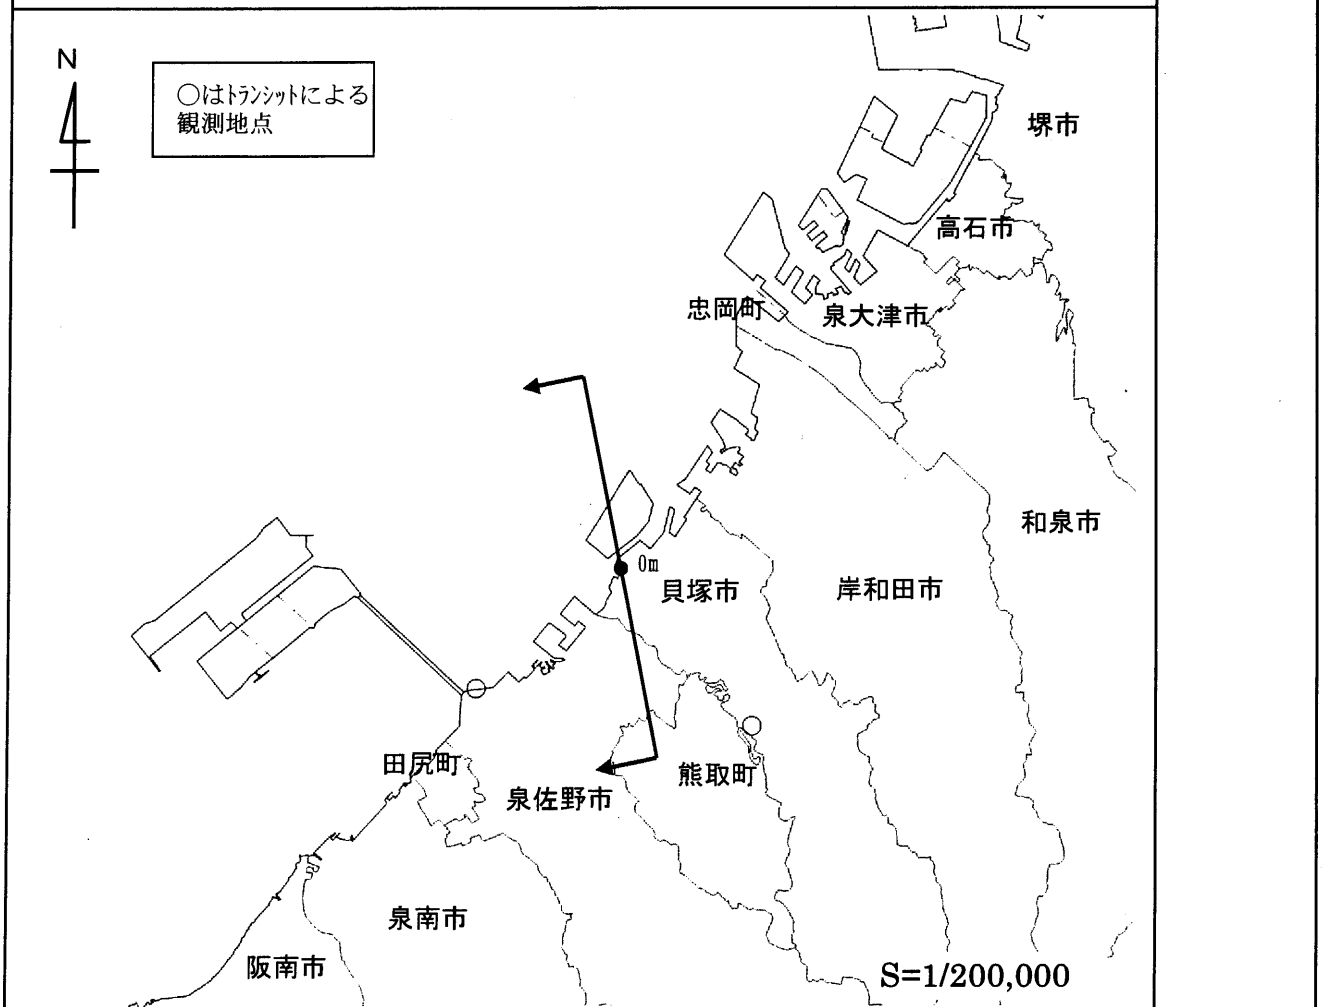 N
○はﾄﾗﾝｼｯﾄによる
観測地点
堺市
高石市
忠岡町
泉大津市
和泉市
0m
貝塚市
岸和田市
田尻町
熊取町
泉佐野市
泉南市
阪南市
S=1/200,000